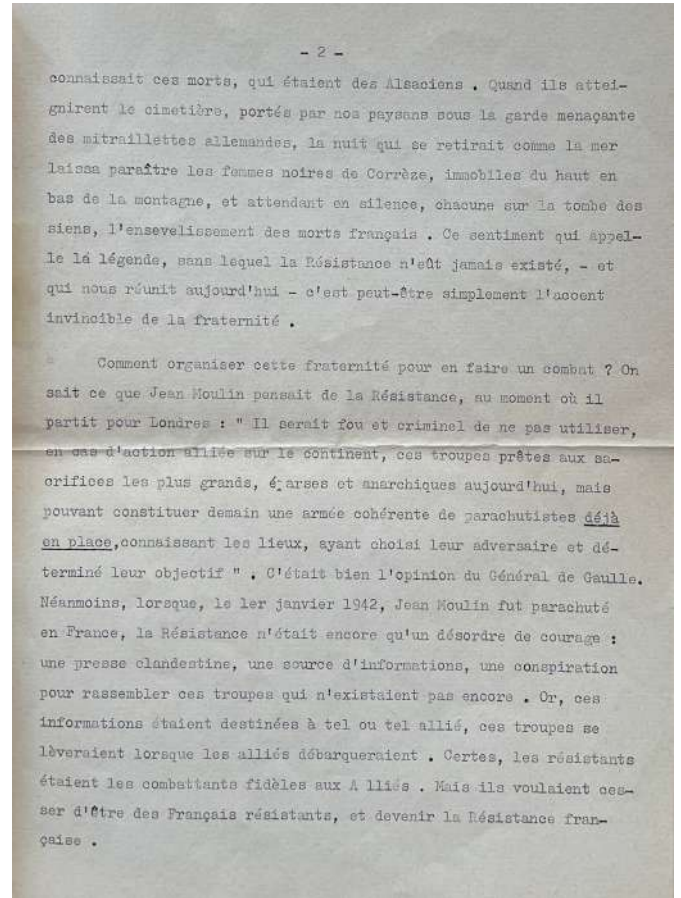 - 2 -
connaissait ces morts, qui étaient des Alsaciens . Quand ils attei-
gnirent le cimetière, portés par nos paysans sous la garde menaçante
des mitraillettes allemandes, la nuit qui se retirait comme la mer
laissa paraître les femmes noires de Corrèze, immobiles du haut en
bas de la montagne, et attendant en silence, chacune sur la tombe des
siens, l'ensevelissement des morts français . Ce sentiment qui appel-
le la légende, sans lequel la Résistance n'eût jamais existé, - et
qui nous réunit aujourd'hui - c'est peut-être simplement l'accent
invincible de la fraternité .
Comment organiser cette fraternité pour en faire un combat ? On
sait ce que Jean Moulin pensait de la Résistance, au moment où il
partit pour Londres : " Il serait fou et criminel de ne pas utiliser,
en cas d'action alliée sur le continent, ces troupes prêtes aux sa-
crifices les plus grands, éparses et anarchiques aujourd'hui, mais
pouvant constituer demain une armée cohérente de parachutistes déjà
en place,connaissant les lieux, ayant choisi leur adversaire et dé-
terminé leur objectif " . C'était bien l'opinion du Général de Gaulle.
Néanmoins, lorsque, le 1er janvier 1942, Jean Moulin fut parachuté
en France, la Résistance n'était encore qu'un désordre de courage :
une presse clandestine, une source d'informations, une conspiration
pour rassembler ces troupes qui n'existaient pas encore . Or, ces
informations étaient destinées à tel ou tel allié, ces troupes se
lèveraient lorsque les alliés débarqueraient . Certes, les résistants
étaient les combattants fidèles aux A lliés . Mais ils voulaient ces-
ser d'être des Français résistants, et devenir la Résistance fran-
çaise .